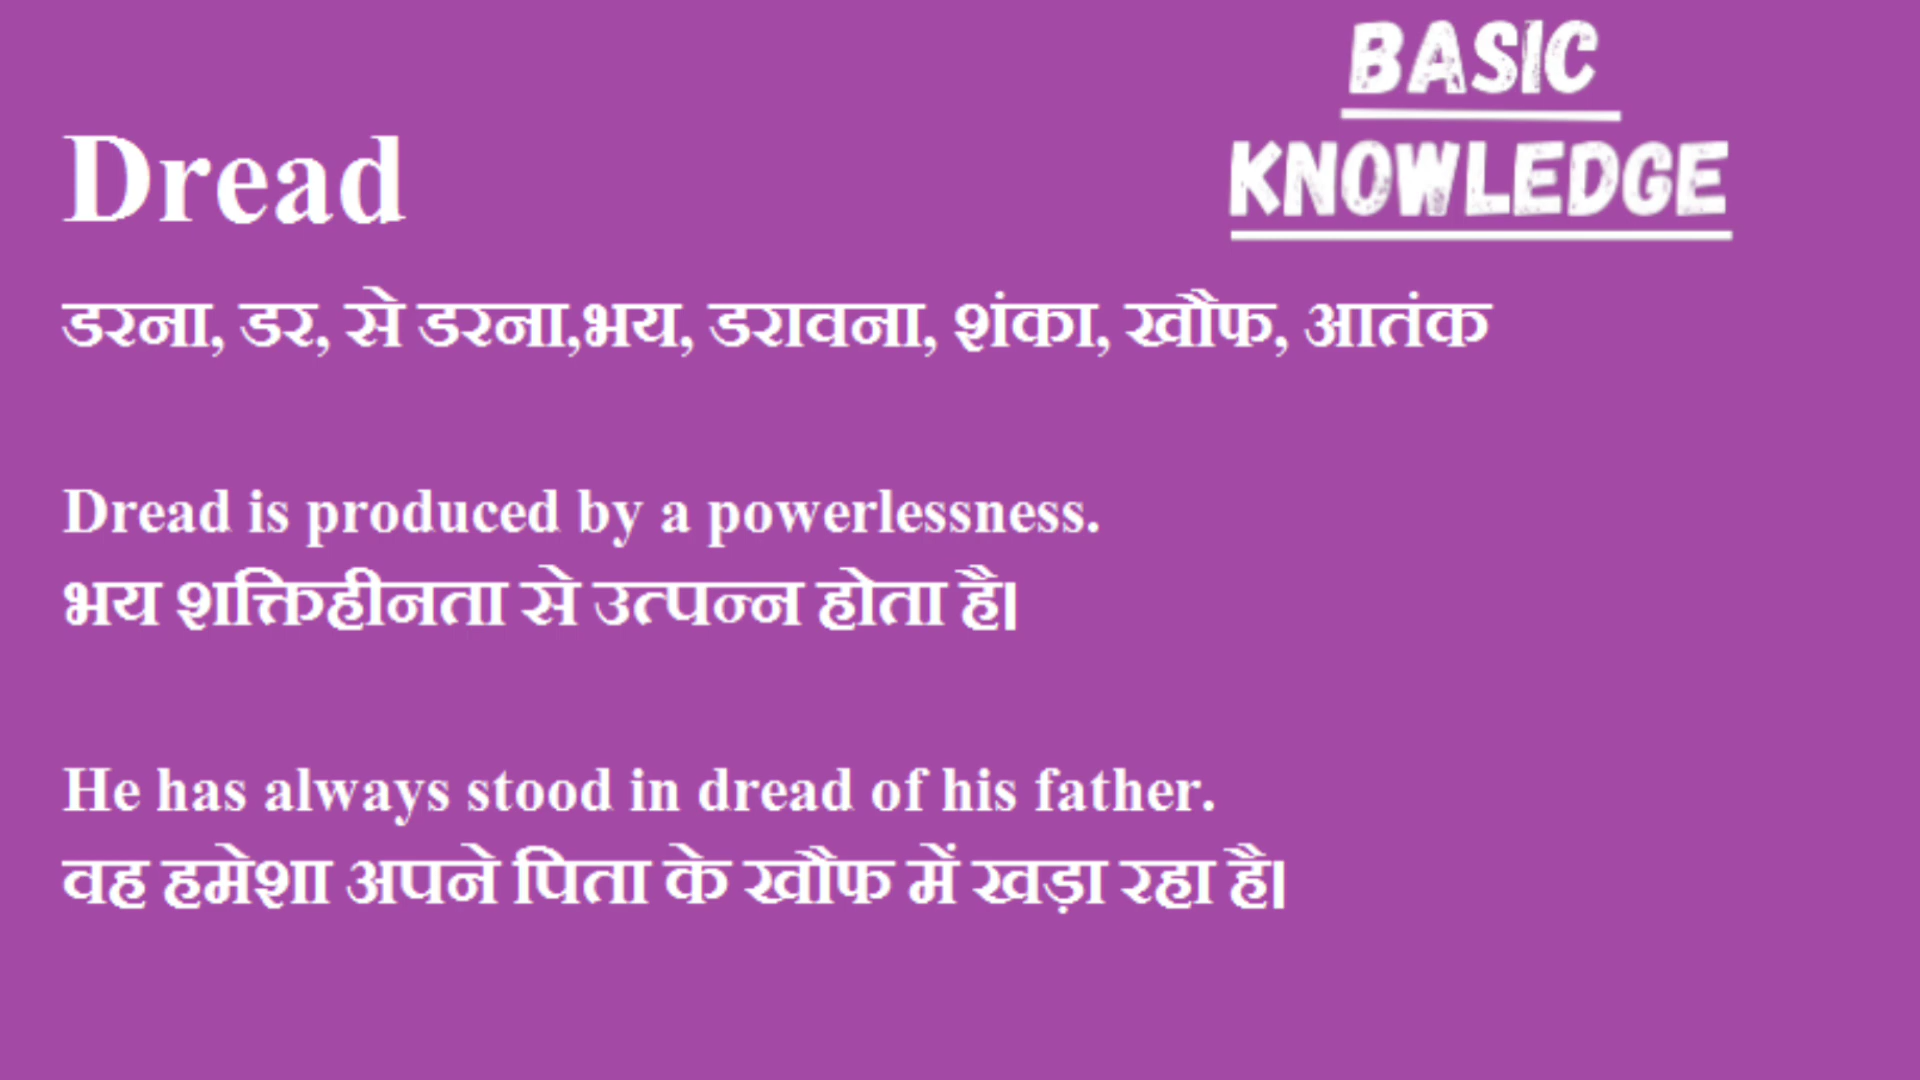 BASIC
KNOWLEDGE
Dread
डरना, डर, से डरना,भय, डरावना, शंका, खौफ, आतंक
Dread is produced by a powerlessness.
भय शक्तिहीनता से उत्पन्न होता है।
He has always stood in dread of his father.
वह हमेशा अपने पिता के खौफ में खड़ा रहा है।